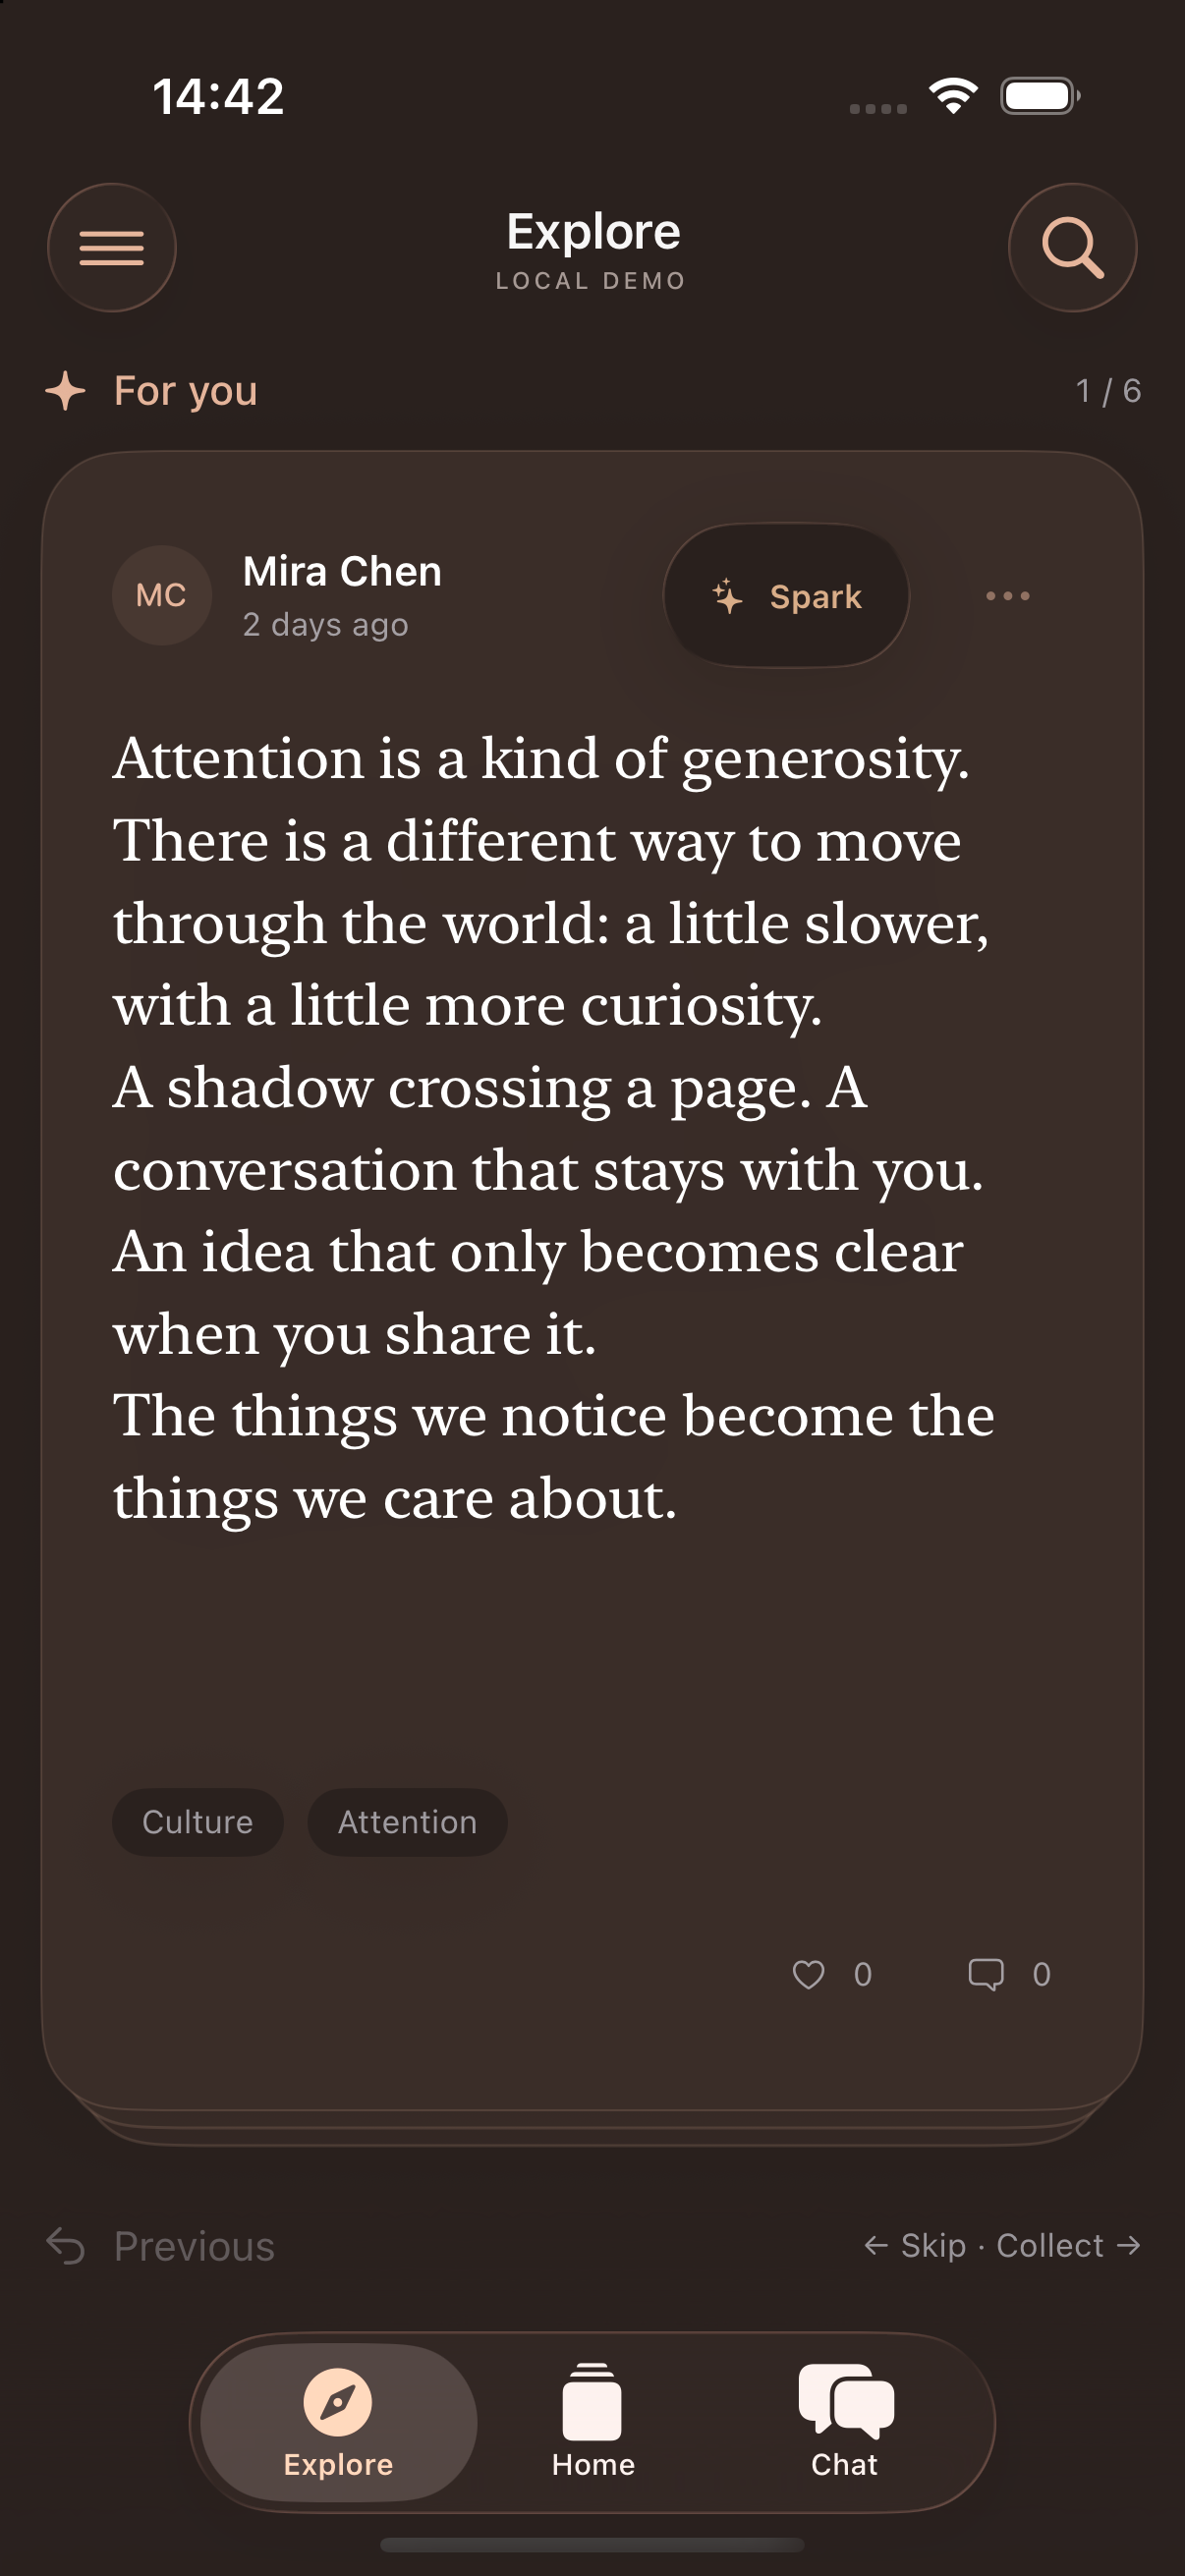 14:42
Explore
LOCAL DEMO
For you
1 / 6
MC
Mira Chen
2 days ago
Spark
Attention is a kind of generosity.
There is a different way to move
through the world: a little slower,
with a little more curiosity.
A shadow crossing a page. A
conversation that stays with you.
An idea that only becomes clear
when you share it.
The things we notice become the
things we care about.
Culture
Attention
0
0
Previous
← Skip · Collect →
Explore
Home
Chat